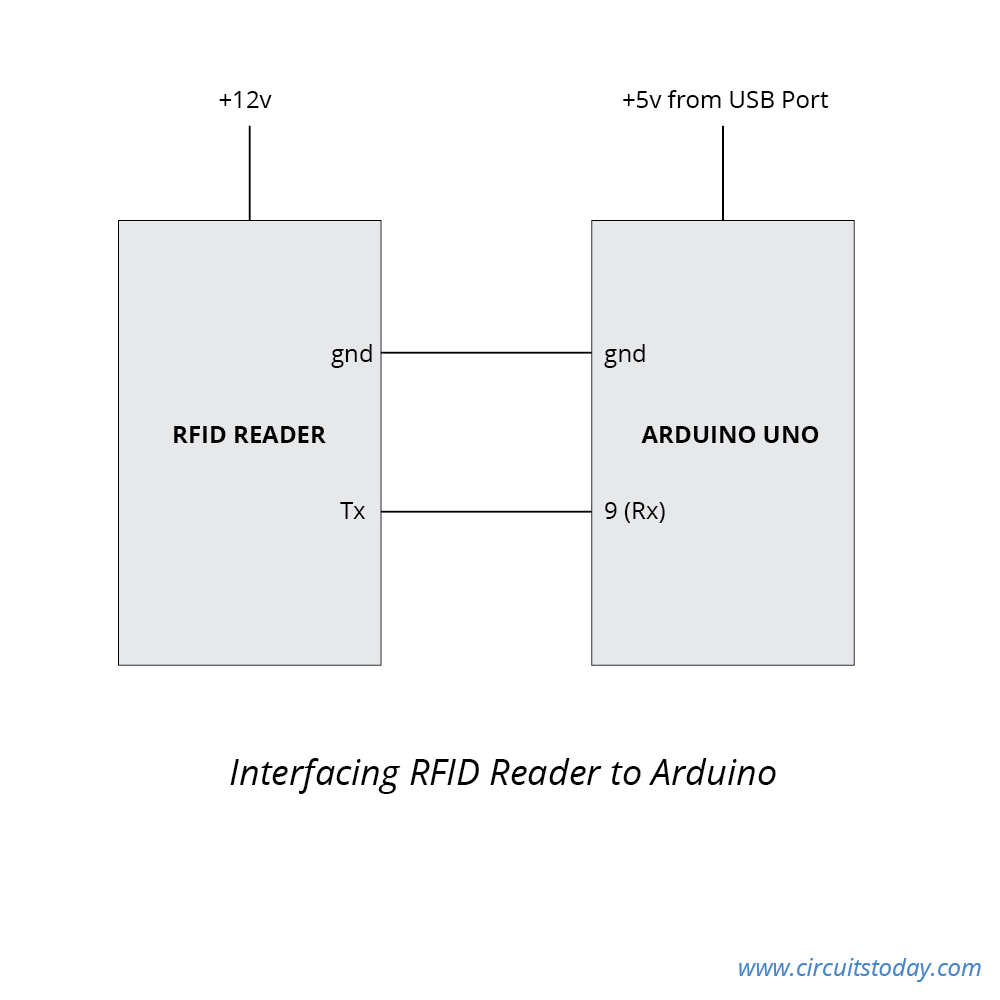 +12v
+5v from USB Port
gnd
gnd
RFID READER
ARDUINO UNO
Tx
9 (Rx)
Interfacing RFID Reader to Arduino
www.circuitstoday.com